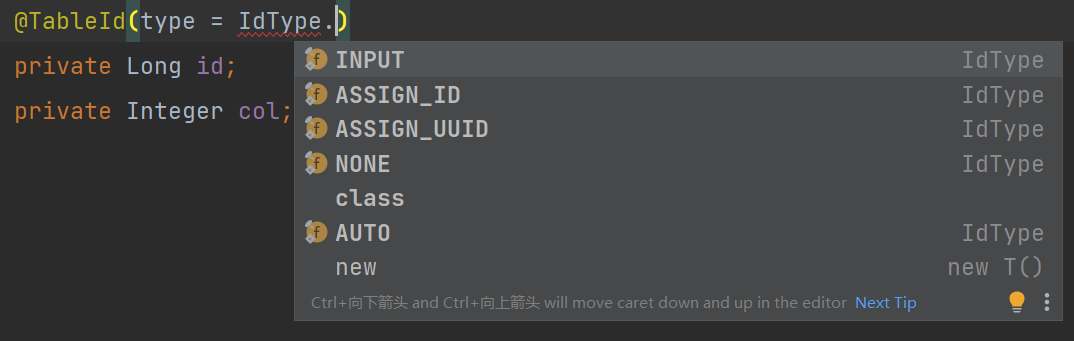 @TableId(type = IdType.)
private Long id;
private Integer col;
f INPUT IdType
f ASSIGN_ID IdType
f ASSIGN_UUID IdType
f NONE IdType
class
f AUTO IdType
new new T()
Ctrl+向下箭头 and Ctrl+向上箭头 will move caret down and up in the editor Next Tip